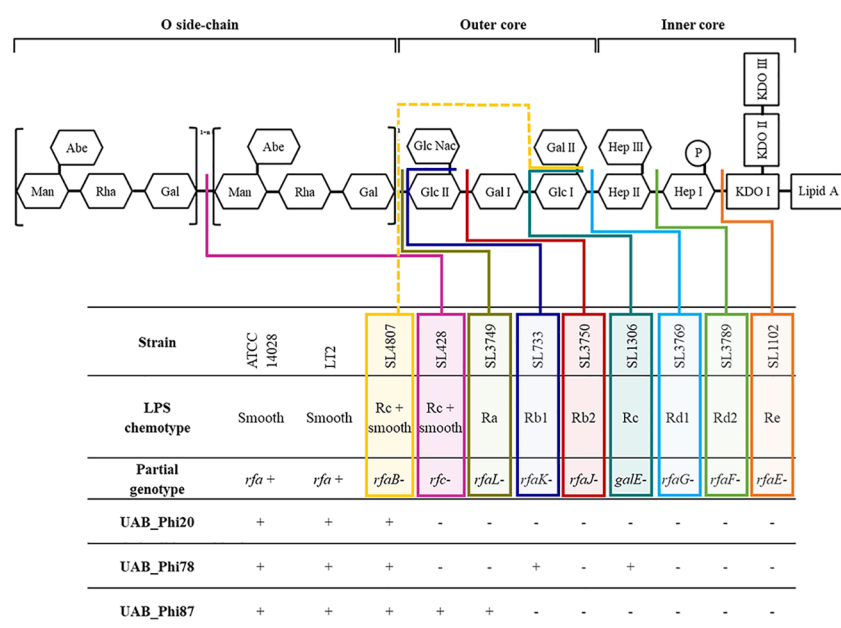 O side-chain Outer core Inner core
KDO III
Abe 1-n Abe 1 Glc Nac Gal II Hep III P KDO II
Man Rha Gal Man Rha Gal Glc II Gal I Glc I Hep II Hep I KDO I Lipid A
Strain ATCC 14028 LT2 SL4807 SL428 SL3749 SL733 SL3750 SL1306 SL3769 SL3789 SL1102
LPS chemotype Smooth Smooth Rc + smooth Rc + smooth Ra Rb1 Rb2 Rc Rd1 Rd2 Re
Partial genotype rfa + rfa + rfaB- rfc- rfaL- rfaK- rfaJ- galE- rfaG- rfaF- rfaE-
UAB_Phi20 + + + - - - - - - - -
UAB_Phi78 + + + - - + - + - - -
UAB_Phi87 + + + + + - - - - - -